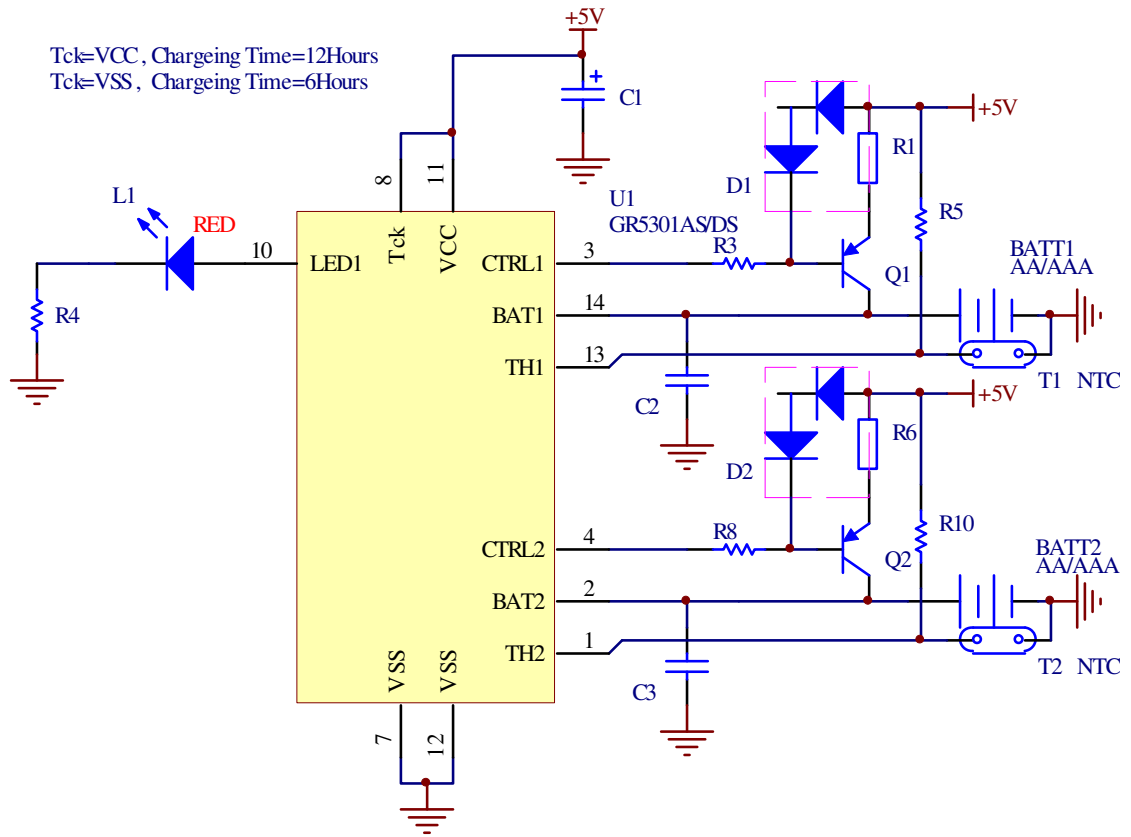 +5V
Tck=VCC , Chargeing Time=12Hours
Tck=VSS , Chargeing Time=6Hours
C1
+5V
R1
8
11
D1
L1
U1
R5
RED
GR5301AS/DS
Tck
VCC
R3
BATT1
10
LED1
CTRL1
3
Q1
AA/AAA
R4
BAT1
14
TH1
13
T1 NTC
C2
+5V
R6
D2
R8
R10
CTRL2
4
Q2
BATT2
AA/AAA
BAT2
2
TH2
1
T2 NTC
VSS
VSS
C3
7
12